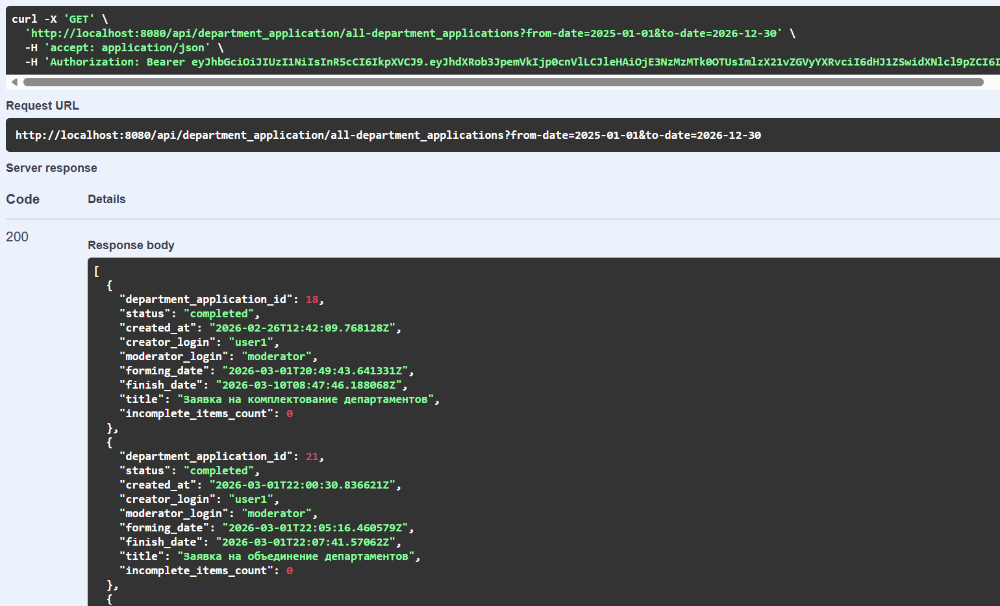 curl -X 'GET' \
'http://localhost:8080/api/department_application/all-department_applications?from-date=2025-01-01&to-date=2026-12-30' \
-H 'accept: application/json' \
-H 'Authorization: Bearer
Request URL
http://localhost:8080/api/department_application/all-department_applications?from-date=2025-01-01&to-date=2026-12-30
Server response
Code Details
200
Response body
[
{
"department_application_id": 18,
"status": "completed",
"created_at": "2026-02-26T12:42:09.768128Z",
"creator_login": "user1",
"moderator_login": "moderator",
"forming_date": "2026-03-01T20:49:43.641331Z",
"finish_date": "2026-03-10T08:47:46.188068Z",
"title": "Заявка на комплектование департаментов",
"incomplete_items_count": 0
},
{
"department_application_id": 21,
"status": "completed",
"created_at": "2026-03-01T22:00:30.836621Z",
"creator_login": "user1",
"moderator_login": "moderator",
"forming_date": "2026-03-01T22:05:16.460579Z",
"finish_date": "2026-03-01T22:07:41.57062Z",
"title": "Заявка на объединение департаментов",
"incomplete_items_count": 0
},
{